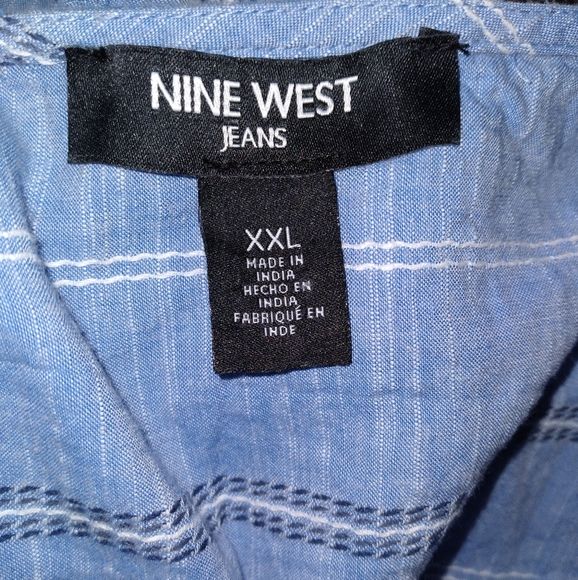 NINE WEST
JEANS
XXL
MADE IN
INDIA
HECHO EN
INDIA
FABRIQUÉ EN
INDE